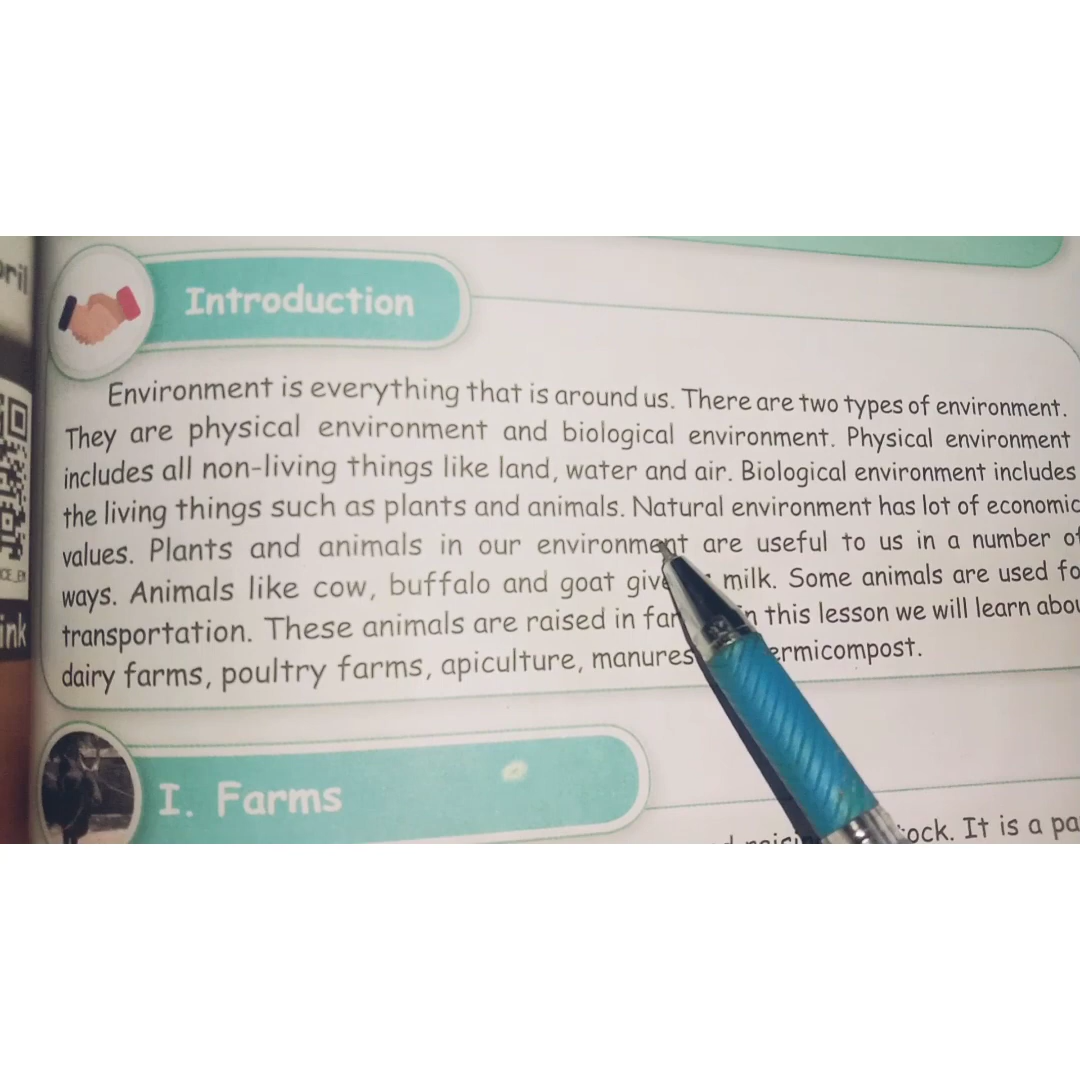 Introduction
Environment is everything that is around us. There are two types of environment.
They are physical environment and biological environment. Physical environment
includes all non-living things like land, water and air. Biological environment includes
the living things such as plants and animals. Natural environment has lot of economic
values. Plants and animals in our environment are useful to us in a number of
ways. Animals like cow, buffalo and goat give milk. Some animals are used fo
transportation. These animals are raised in far in this lesson we will learn abou
dairy farms, poultry farms, apiculture, manures ermicompost.
I. Farms
ock. It is a pa
ril
CE_EN
ink